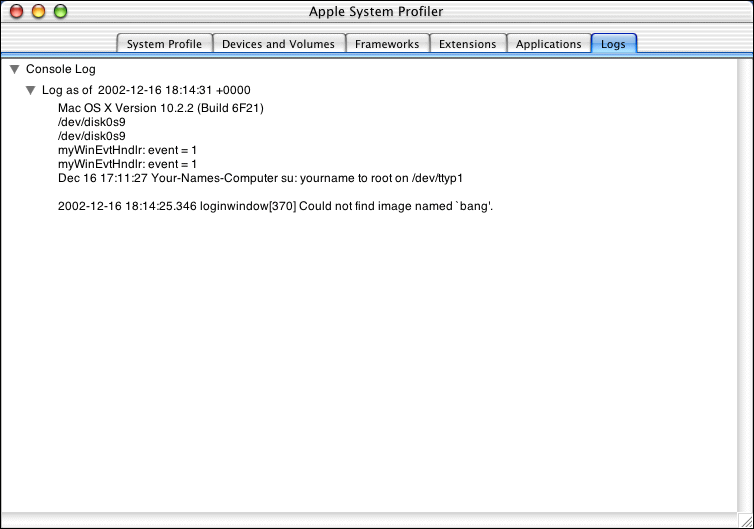 Apple System Profiler
System Profile Devices and Volumes Frameworks Extensions Applications Logs
Console Log
Log as of 2002-12-16 18:14:31 +0000
Mac OS X Version 10.2.2 (Build 6F21)
/dev/disk0s9
/dev/disk0s9
myWinEvtHndlr: event = 1
myWinEvtHndlr: event = 1
Dec 16 17:11:27 Your-Names-Computer su: yourname to root on /dev/ttyp1
2002-12-16 18:14:25.346 loginwindow[370] Could not find image named `bang'.